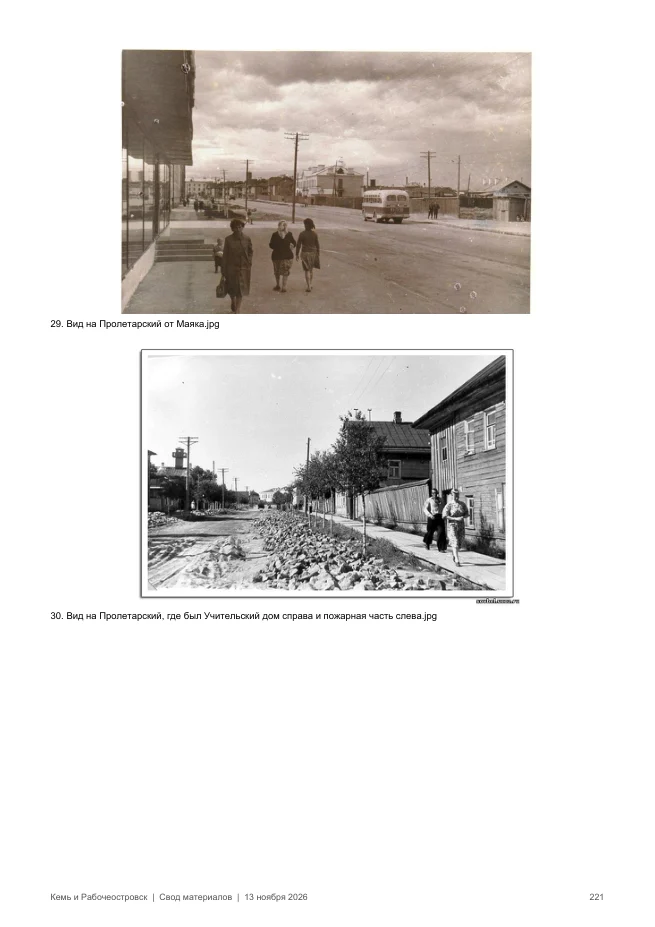 29. Вид на Пролетарский от Маяка.jpg
30. Вид на Пролетарский, где был Учительский дом справа и пожарная часть слева.jpg
Кемь и Рабочеостровск | Свод материалов | 13 ноября 2026
221